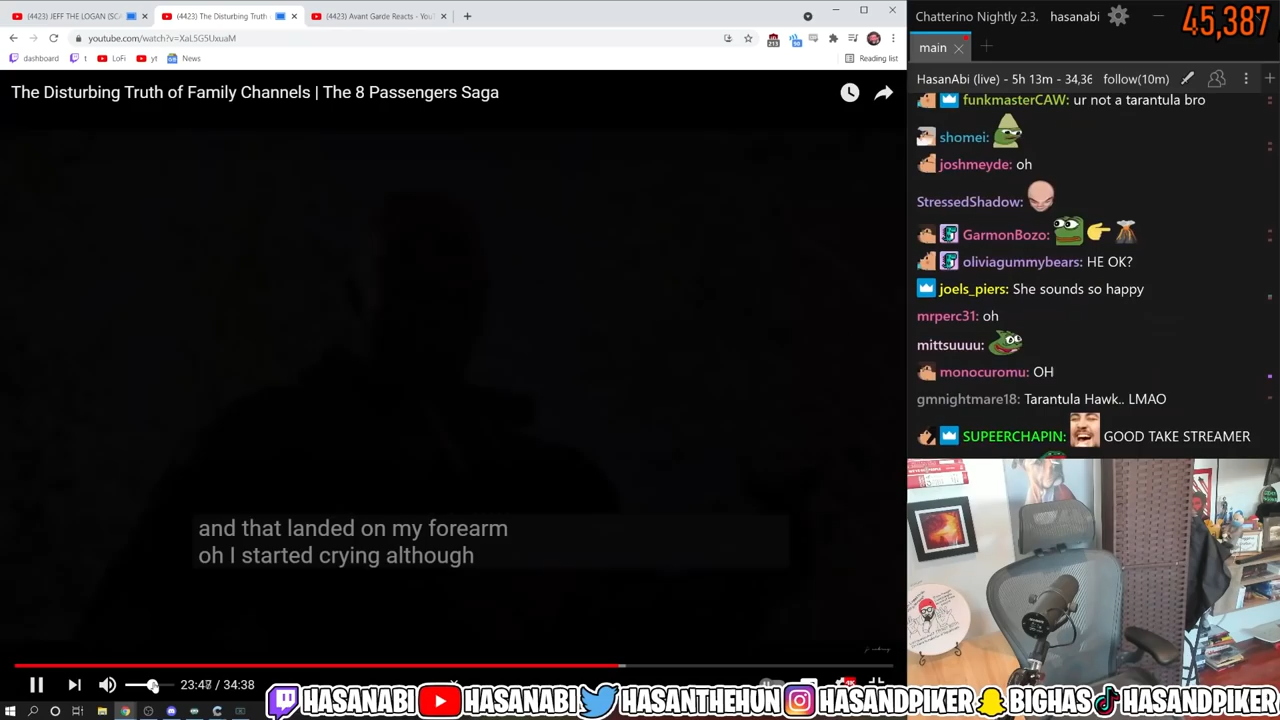 (4423) JEFF THE LOGAN (SC
(4423) The Disturbing Truth
(4423) Avant Garde Reacts - You
youtube.com/watch?v=XaL5G5UxuaM
dashboard
t
LoFi
yt
News
Reading list
The Disturbing Truth of Family Channels | The 8 Passengers Saga
and that landed on my forearm
oh I started crying although
23:47 / 34:38
Chatterino Nightly 2.3.
hasanabi
45,387
main
HasanAbi (live) - 5h 13m - 34,36
follow(10m)
funkmasterCAW: ur not a tarantula bro
shomei:
joshmeyde: oh
StressedShadow:
GarmonBozo:
oliviagummybears: HE OK?
joels_piers: She sounds so happy
mrperc31: oh
mittsuuuu:
monocuromu: OH
gmnightmare18: Tarantula Hawk.. LMAO
SUPEERCHAPIN: GOOD TAKE STREAMER
HASANABI
HASANABI
HASANTHEHUN
HASANDPIKER
BIGHAS
HASANDPIKER